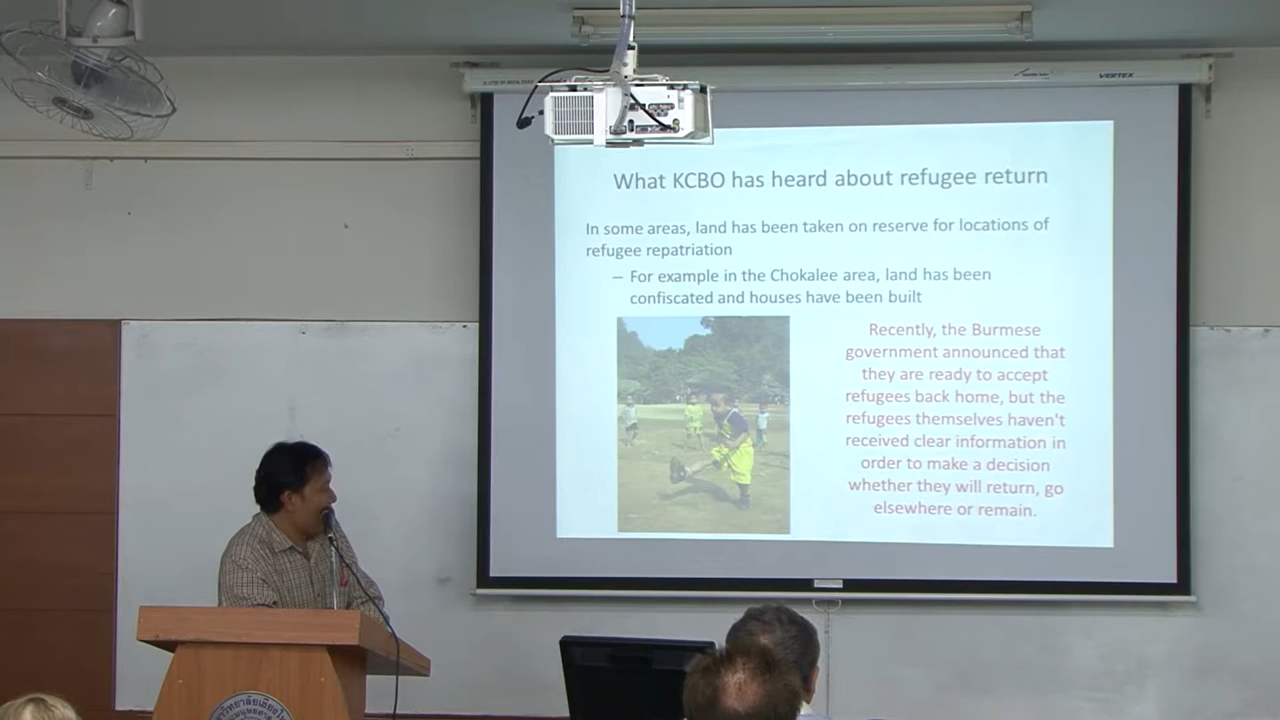 VERTEX
What KCBO has heard about refugee return
In some areas, land has been taken on reserve for locations of
refugee repatriation
– For example in the Chokalee area, land has been
confiscated and houses have been built
Recently, the Burmese
government announced that
they are ready to accept
refugees back home, but the
refugees themselves haven't
received clear information in
order to make a decision
whether they will return, go
elsewhere or remain.